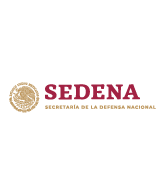 SEDENA
SECRETARÍA DE LA DEFENSA NACIONAL